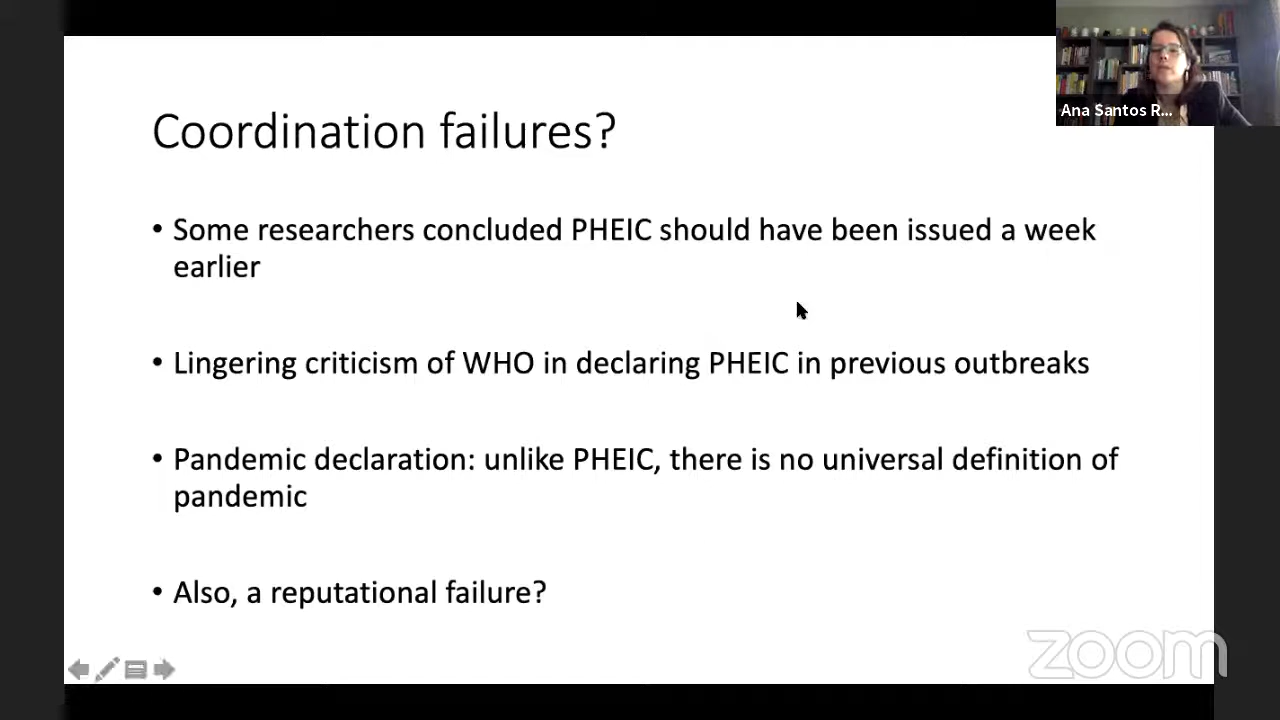 Ana Santos R...
Coordination failures?
• Some researchers concluded PHEIC should have been issued a week
earlier
• Lingering criticism of WHO in declaring PHEIC in previous outbreaks
• Pandemic declaration: unlike PHEIC, there is no universal definition of
pandemic
• Also, a reputational failure?
zoom